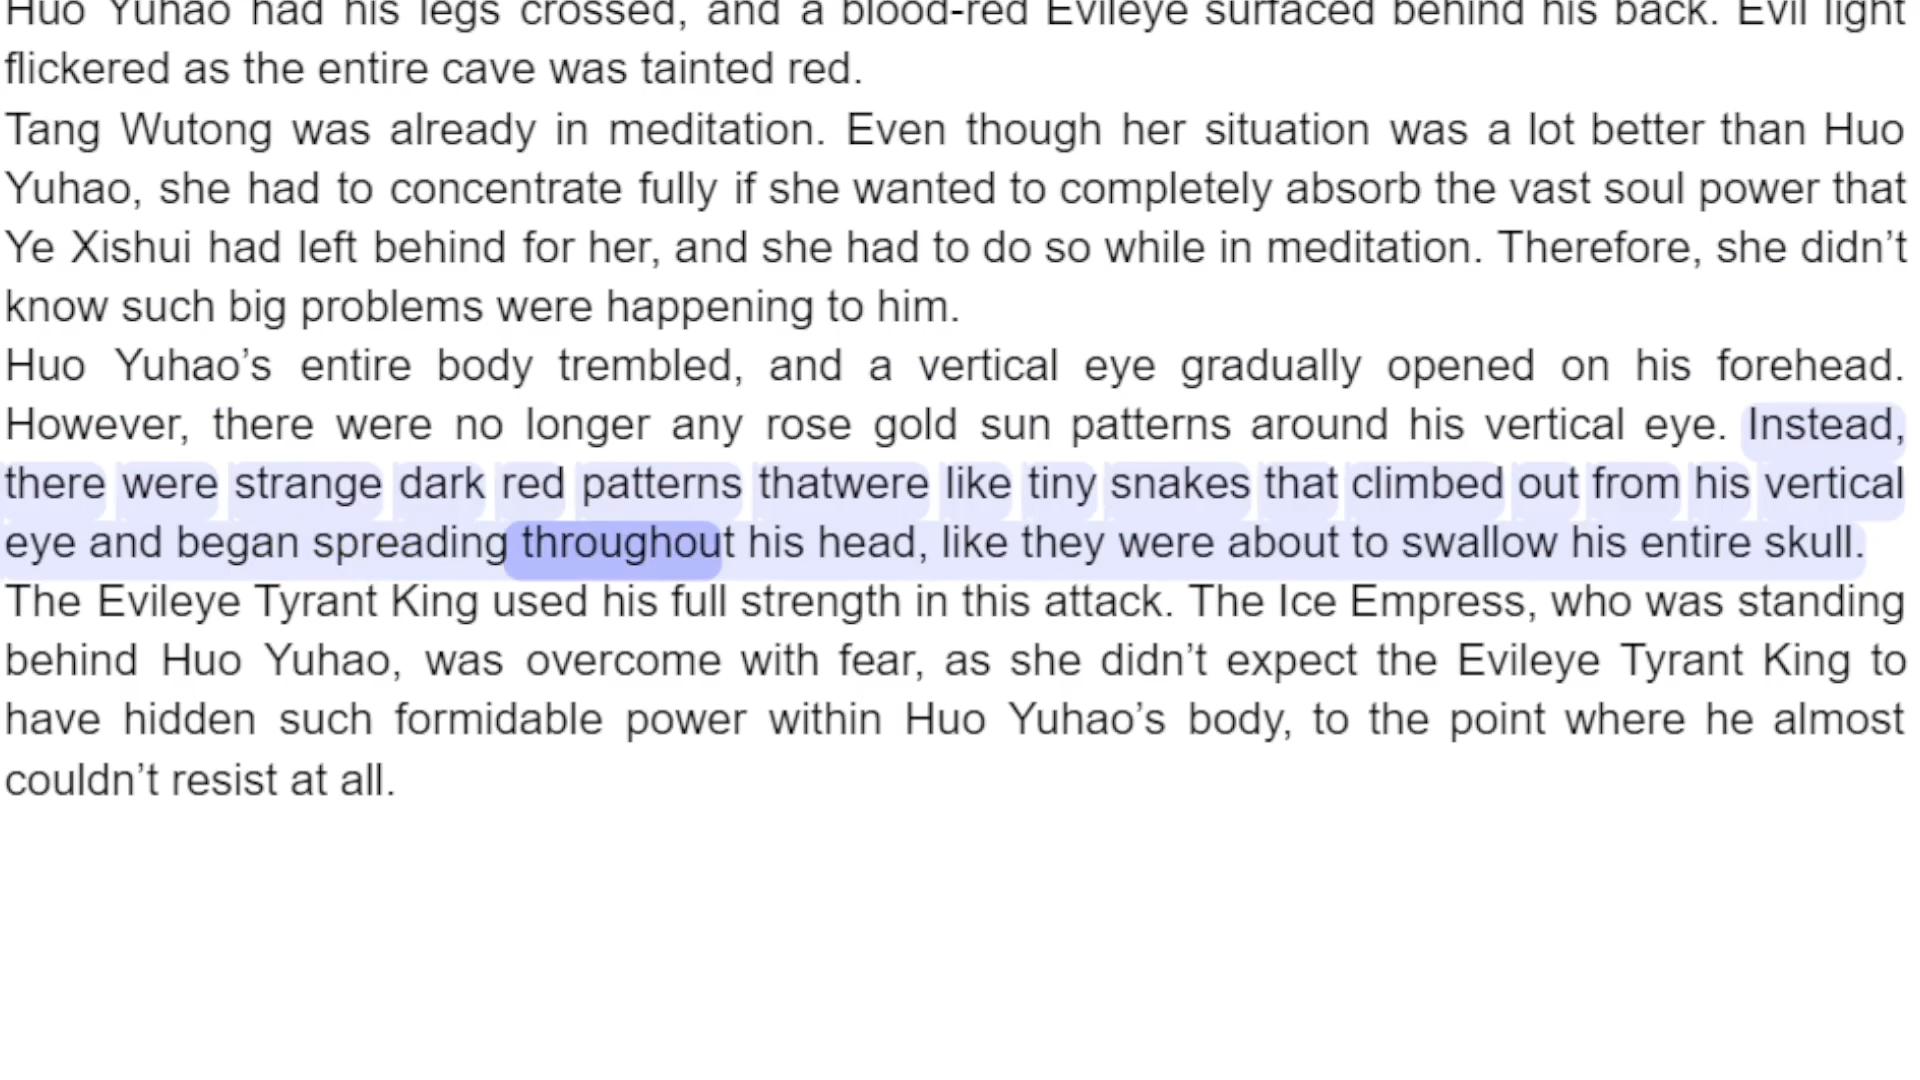 Huo Yuhao had his legs crossed, and a blood-red Evileye surfaced behind his back. Evil light
flickered as the entire cave was tainted red.
Tang Wutong was already in meditation. Even though her situation was a lot better than Huo
Yuhao, she had to concentrate fully if she wanted to completely absorb the vast soul power that
Ye Xishui had left behind for her, and she had to do so while in meditation. Therefore, she didn’t
know such big problems were happening to him.
Huo Yuhao’s entire body trembled, and a vertical eye gradually opened on his forehead.
However, there were no longer any rose gold sun patterns around his vertical eye. Instead,
there were strange dark red patterns thatwere like tiny snakes that climbed out from his vertical
eye and began spreading throughout his head, like they were about to swallow his entire skull.
The Evileye Tyrant King used his full strength in this attack. The Ice Empress, who was standing
behind Huo Yuhao, was overcome with fear, as she didn’t expect the Evileye Tyrant King to
have hidden such formidable power within Huo Yuhao’s body, to the point where he almost
couldn’t resist at all.